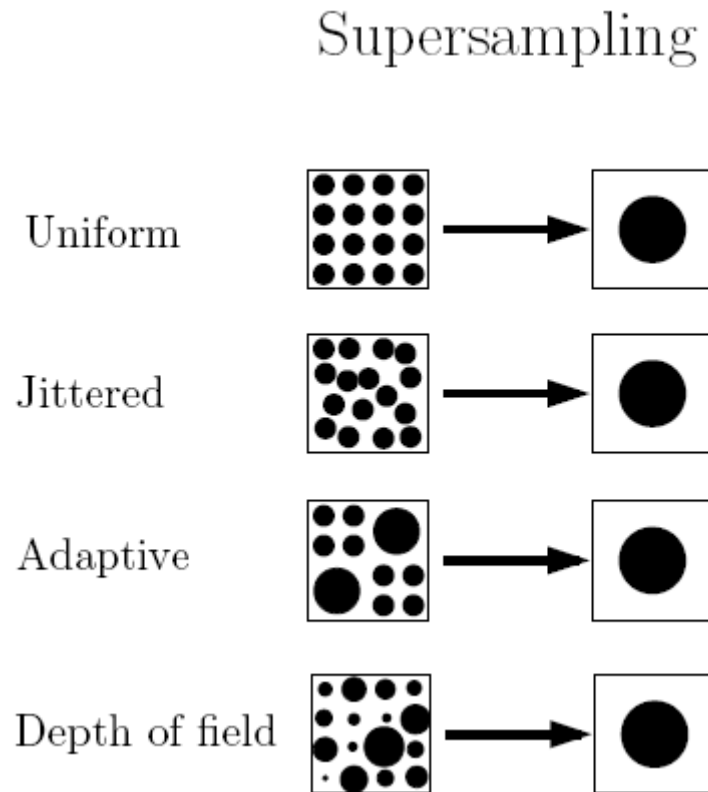 Supersampling
Uniform
Jittered
Adaptive
Depth of field